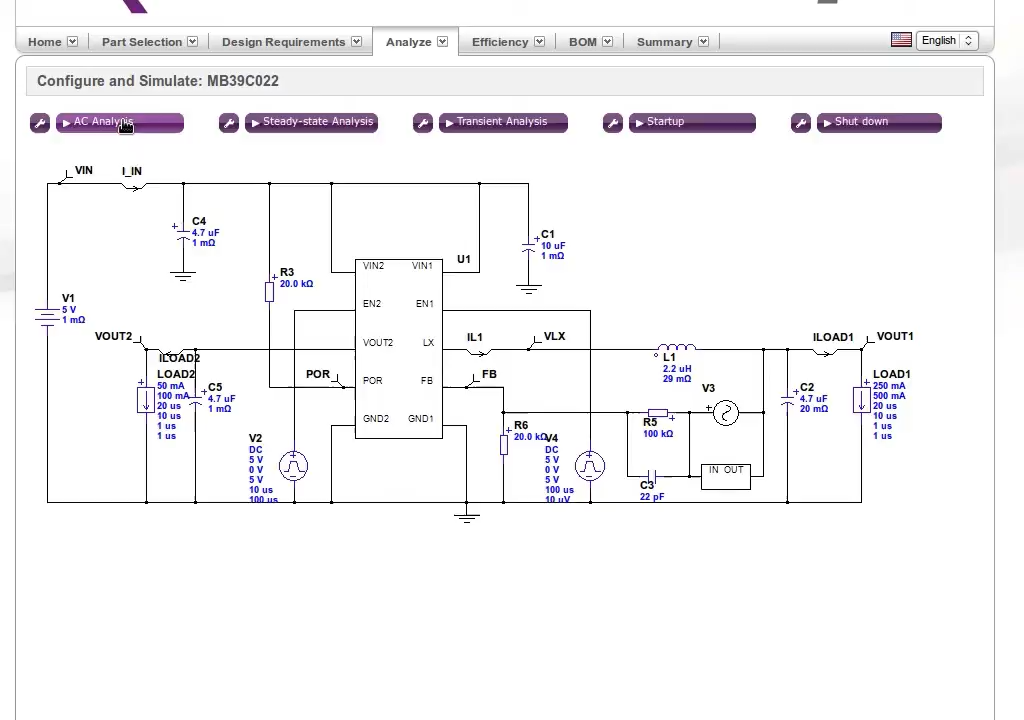 Home
Part Selection
Design Requirements
Analyze
Efficiency
BOM
Summary
English
Configure and Simulate: MB39C022
AC Analysis
Steady-state Analysis
Transient Analysis
Startup
Shut down
VIN
I_IN
C4
4.7 uF
1 mΩ
C1
10 uF
1 mΩ
U1
VIN2
VIN1
R3
20.0 kΩ
EN2
EN1
V1
5 V
1 mΩ
VOUT2
ILOAD2
VOUT2
LX
IL1
VLX
ILOAD1
VOUT1
LOAD2
50 mA
100 mA
20 us
10 us
1 us
1 us
C5
4.7 uF
1 mΩ
POR
POR
FB
FB
L1
2.2 uH
29 mΩ
V3
C2
4.7 uF
20 mΩ
LOAD1
250 mA
500 mA
20 us
10 us
1 us
1 us
GND2
GND1
R6
20.0 kΩ
R5
100 kΩ
V2
DC
5 V
0 V
5 V
10 us
100 us
V4
DC
5 V
0 V
5 V
100 us
10 uV
IN OUT
C3
22 pF